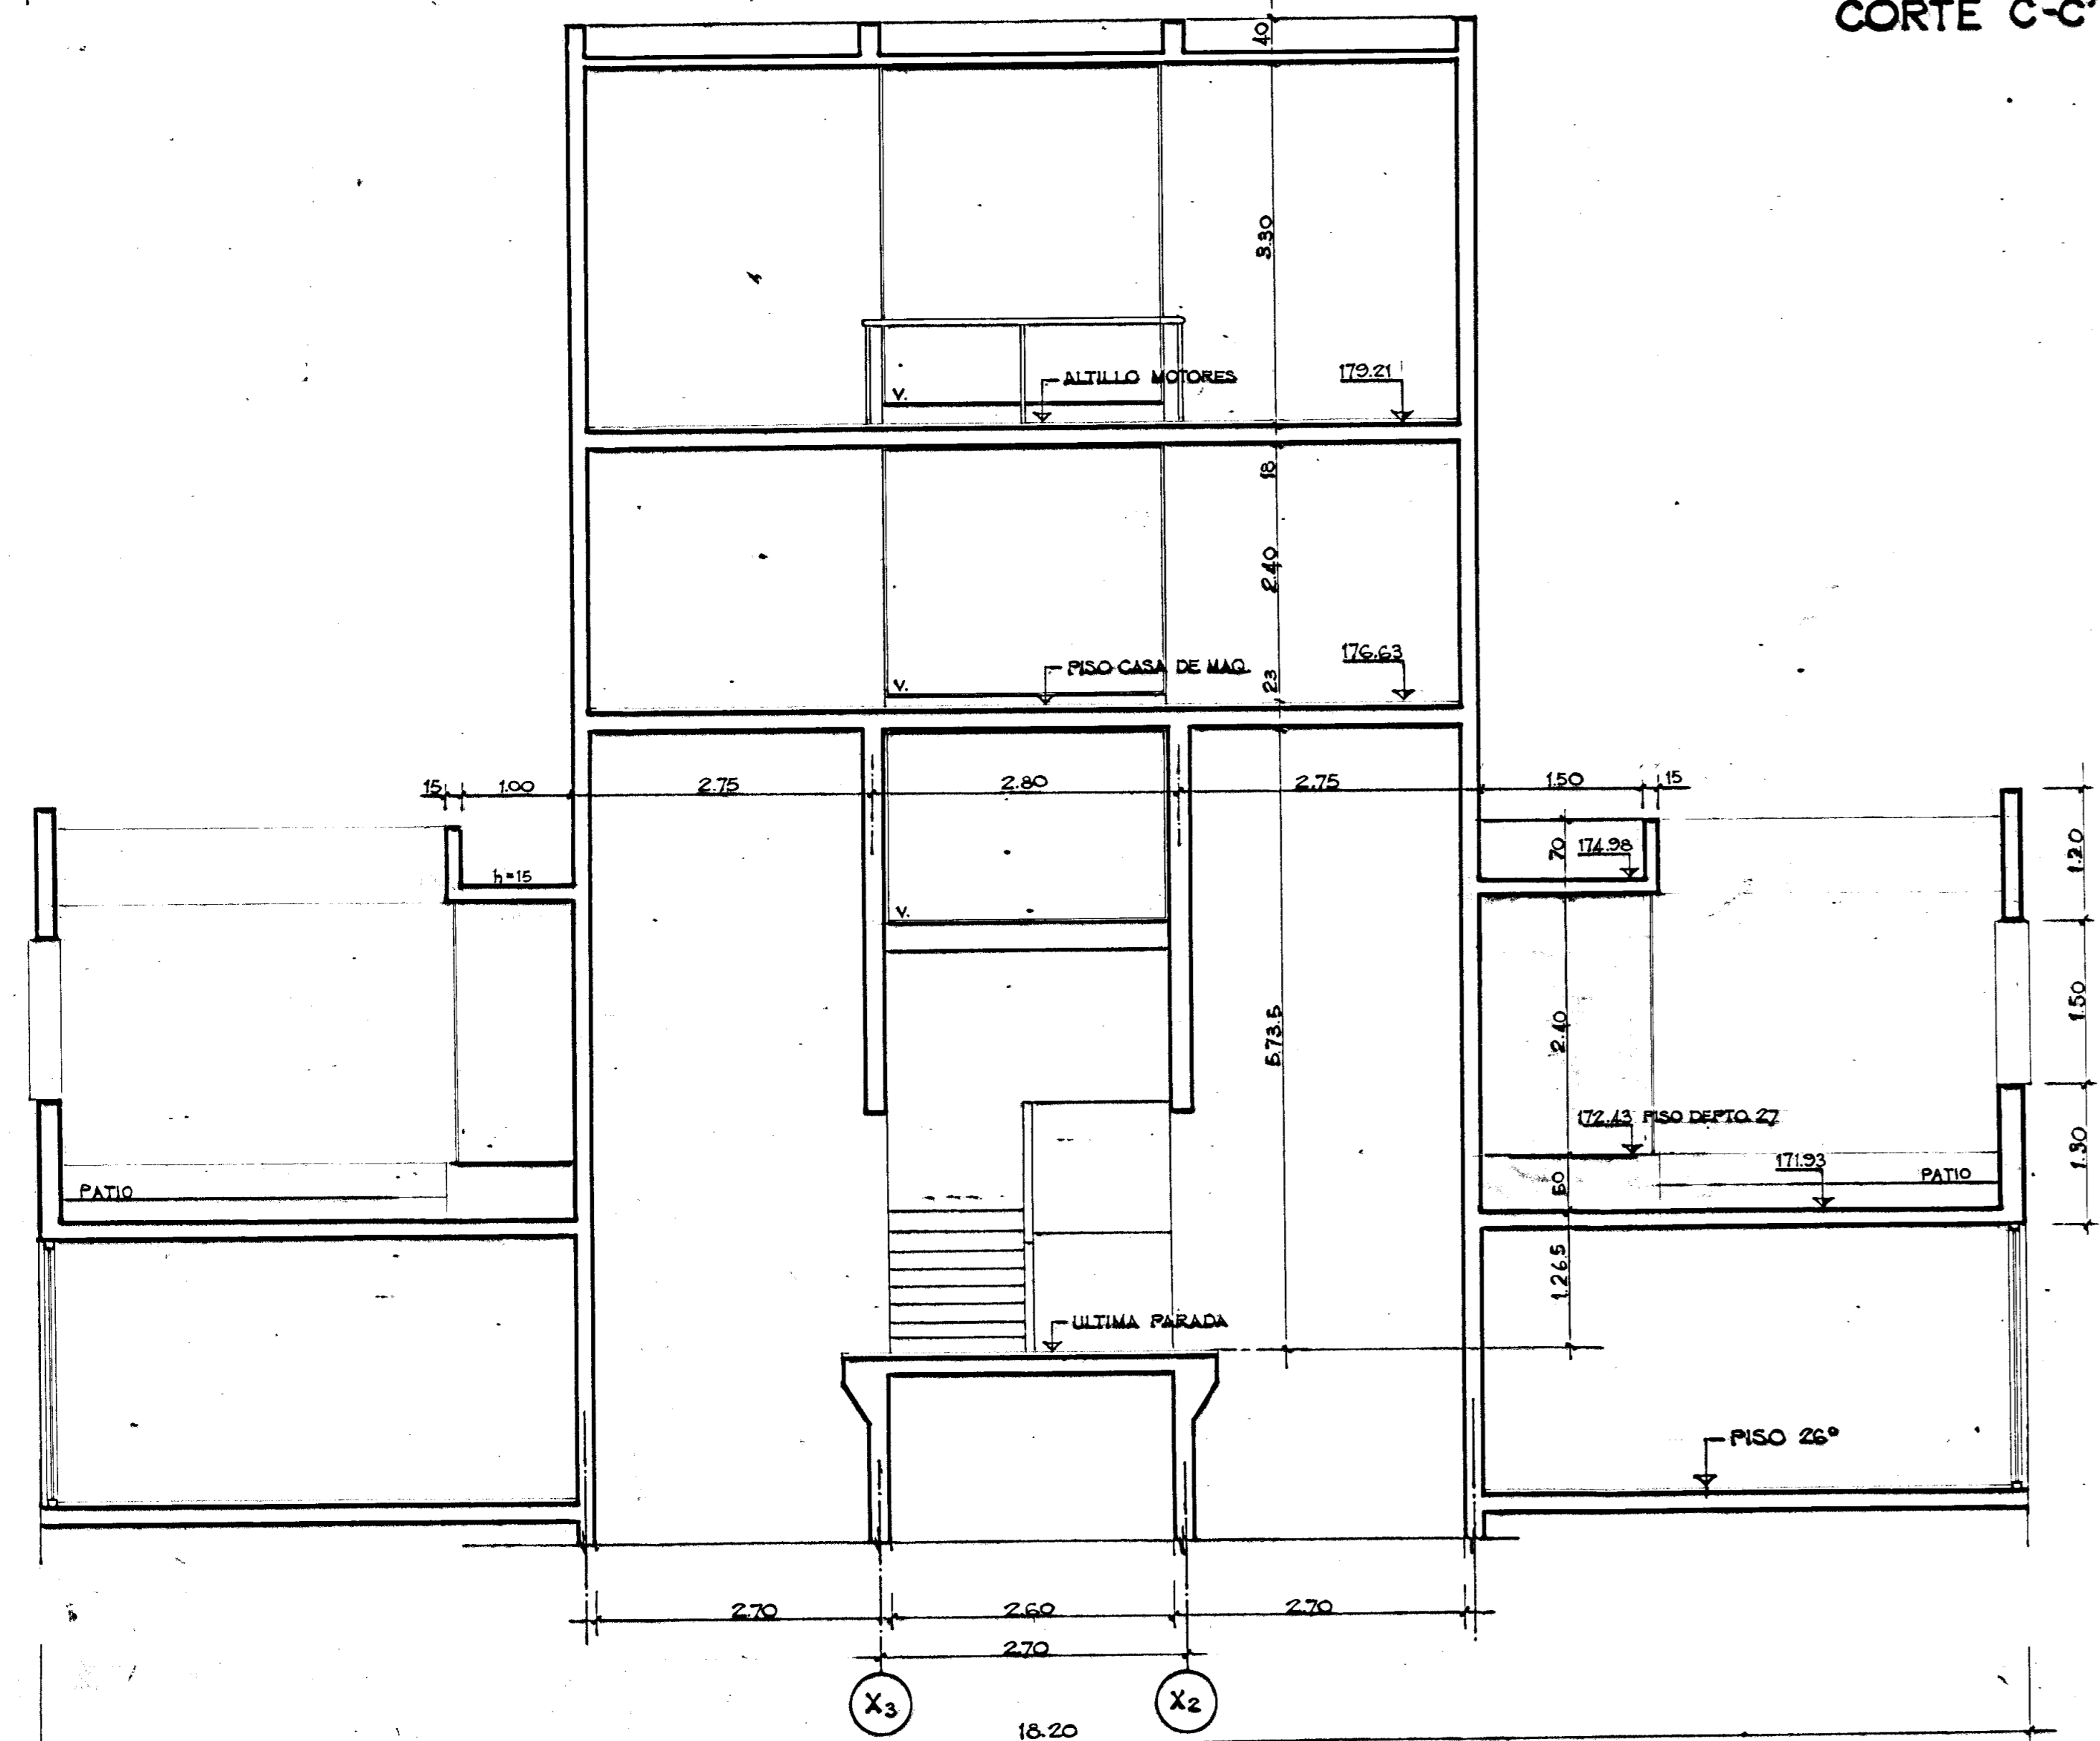 CORTE C-C'
40
3.30
ALTILLO MOTORES
179.21
V.
18
2.40
PISO CASA DE MAQ.
176.63
V.
23
15 1.00 2.75 2.80 2.75 1.50 15
h=15
70
174.98
1.20
V.
573.5
2.40
1.50
172.43 PISO DEPTO. 27
171.93
PATIO
PATIO
50
1.30
1.26.5
ULTIMA PARADA
PISO 26°
2.70 2.60 2.70
2.70
X3 X2
18.20